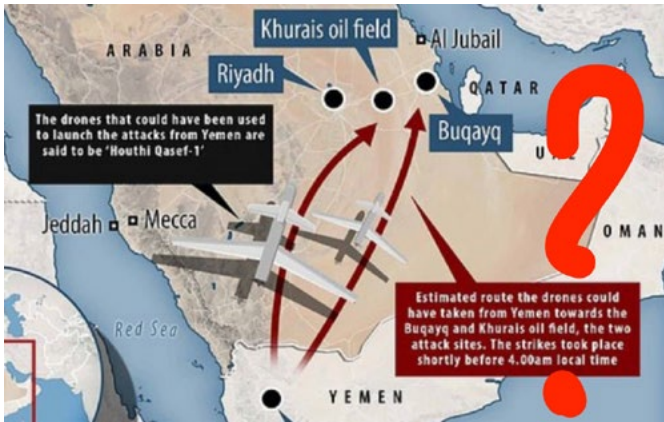 ARABIA
Khurais oil field
Al Jubail
Riyadh
QATAR
The drones that could have been used
to launch the attacks from Yemen are
said to be ‘Houthi Qasef-1’
Buqayq
?
Jeddah
Mecca
OMAN
Estimated route the drones could
have taken from Yemen towards the
Buqayq and Khurais oil field, the two
attack sites. The strikes took place
shortly before 4.00am local time
Red Sea
YEMEN